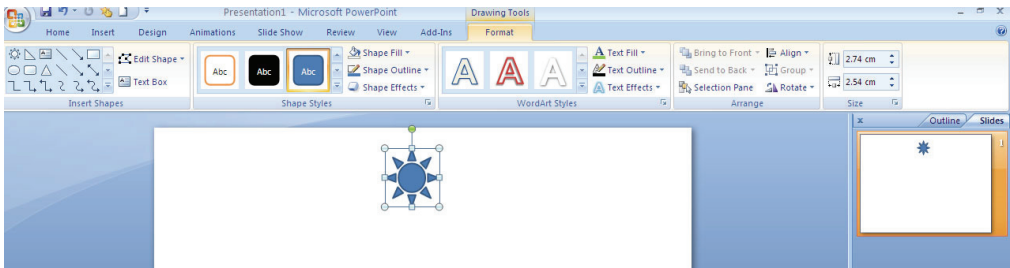 Presentation1 - Microsoft PowerPoint Drawing Tools
Home Insert Design Animations Slide Show Review View Add-Ins Format
Edit Shape
Text Box
Insert Shapes
Abc Abc Abc
Shape Fill
Shape Outline
Shape Effects
Shape Styles
A A A
A Text Fill
Text Outline
Text Effects
WordArt Styles
Bring to Front Align
Send to Back Group
Selection Pane Rotate
Arrange
2.74 cm
2.54 cm
Size
x Outline Slides
1